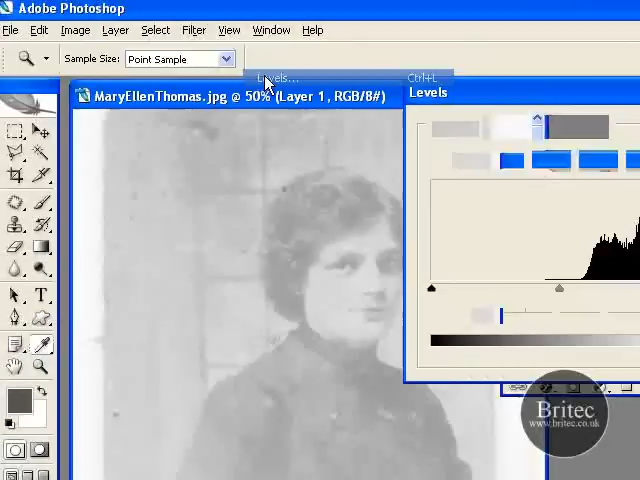 Adobe Photoshop
File Edit Image Layer Select Filter View Window Help
Sample Size: Point Sample
Levels... Ctrl+L
MaryEllenThomas.jpg @ 50% (Layer 1, RGB/8#)
Levels
T
Britec
www.britec.co.uk